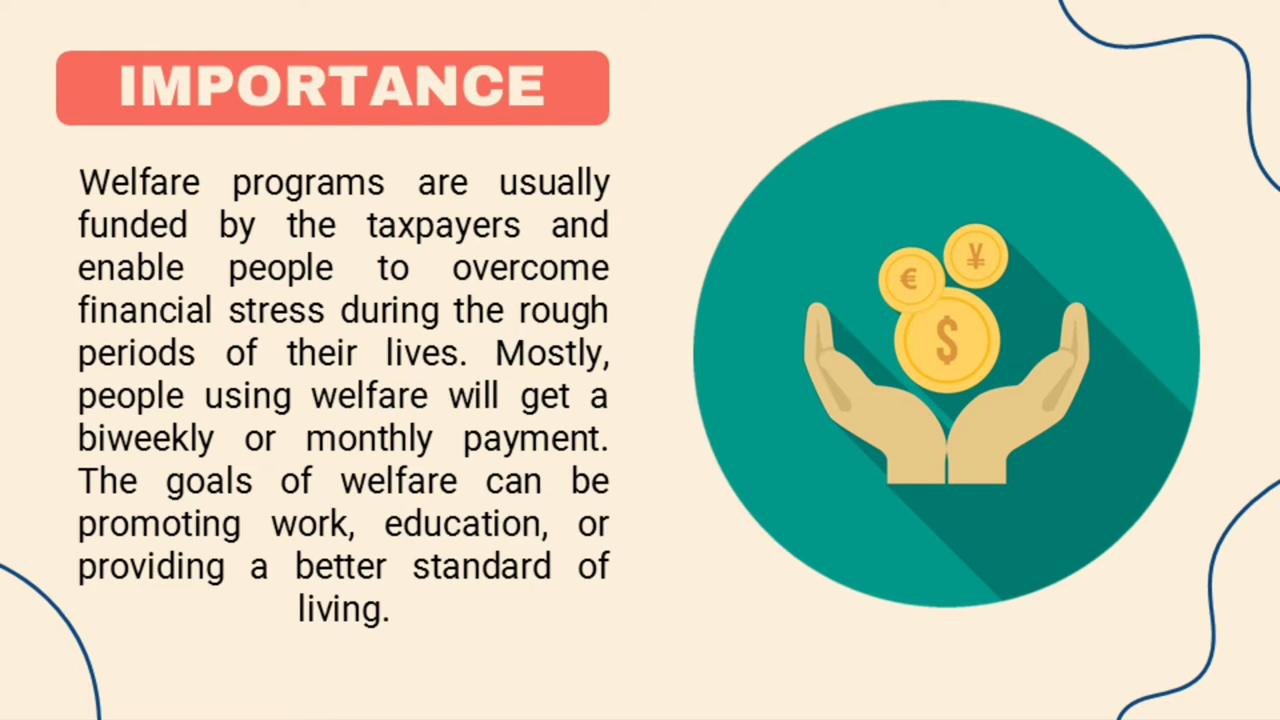 IMPORTANCE
Welfare programs are usually
funded by the taxpayers and
enable people to overcome
financial stress during the rough
periods of their lives. Mostly,
people using welfare will get a
biweekly or monthly payment.
The goals of welfare can be
promoting work, education, or
providing a better standard of
living.
€
¥
$